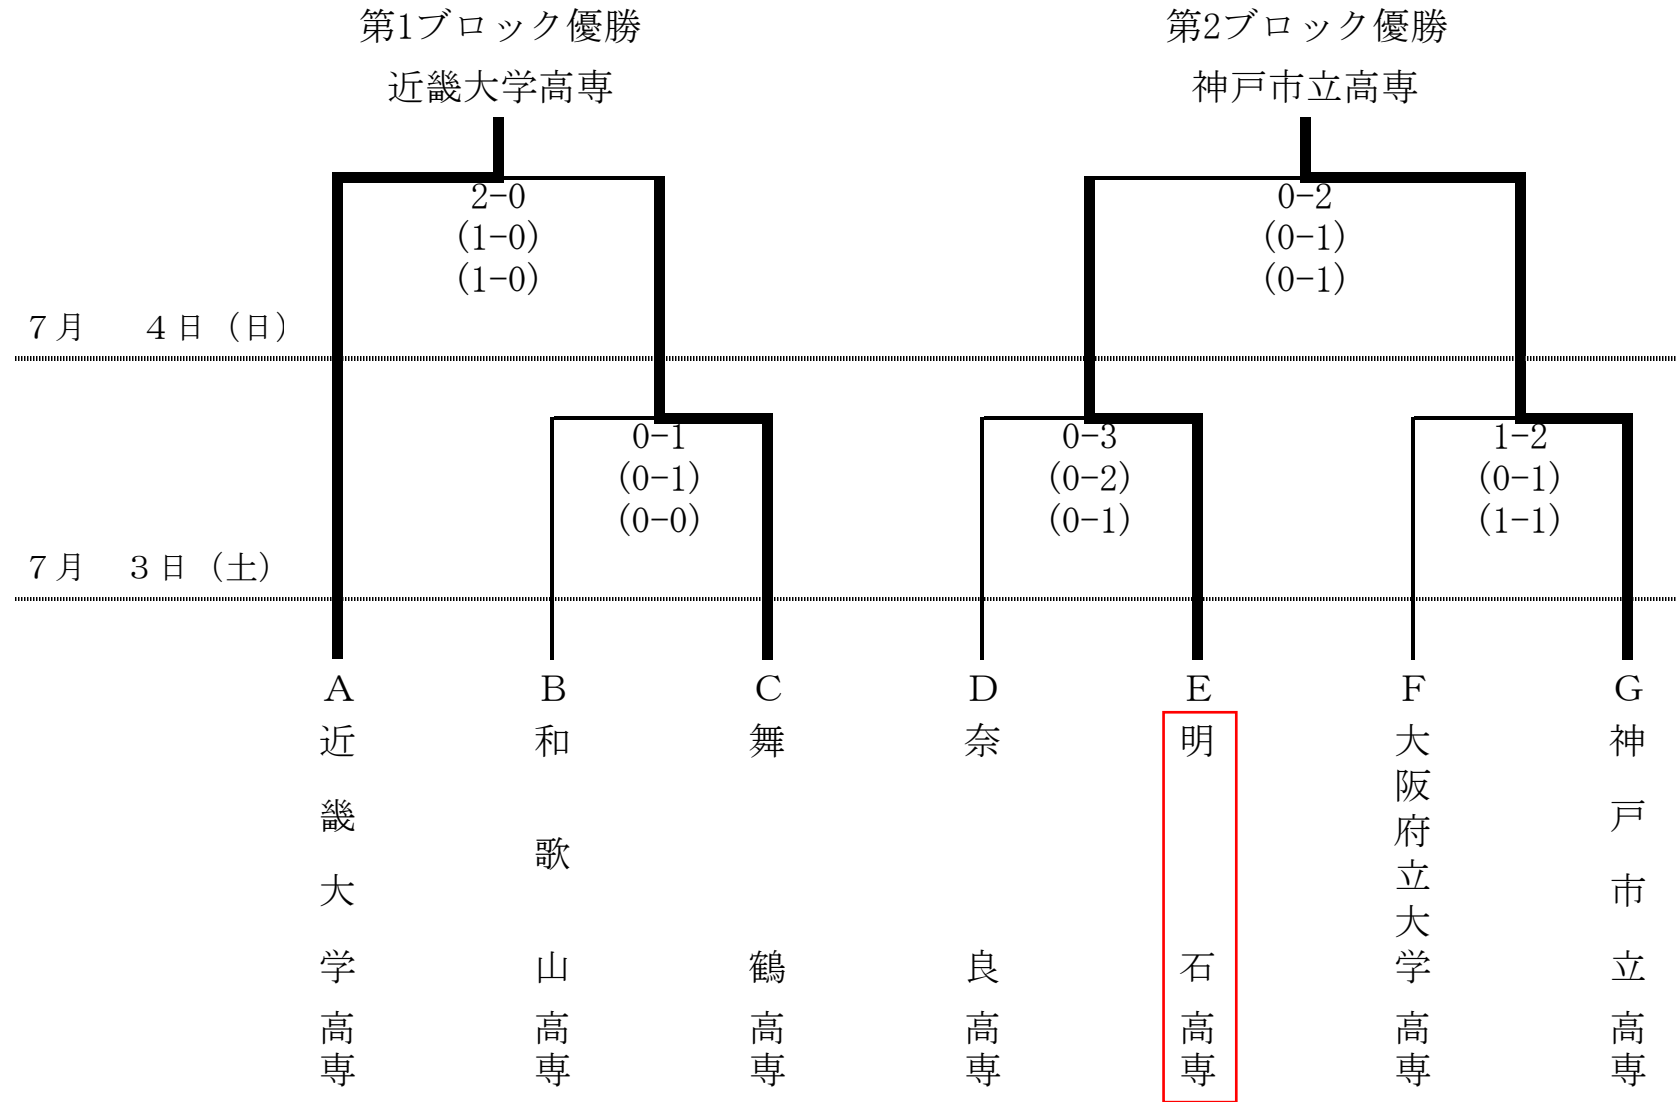 第1ブロック優勝
第2ブロック優勝
近畿大学高専
神戸市立高専
2-0
(1-0)
(1-0)
0-2
(0-1)
(0-1)
７月　４日（日）
0-1
(0-1)
(0-0)
0-3
(0-2)
(0-1)
1-2
(0-1)
(1-1)
７月　３日（土）
A
B
C
D
E
F
G
近畿大学高専
和歌山高専
舞鶴高専
奈良高専
明石高専
大阪府立大学高専
神戸市立高専